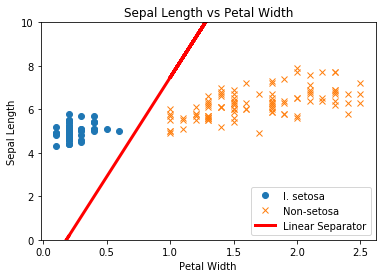 Sepal Length vs Petal Width
Sepal Length
10
8
6
4
2
0
0.0
0.5
1.0
1.5
2.0
2.5
Petal Width
I. setosa
Non-setosa
Linear Separator